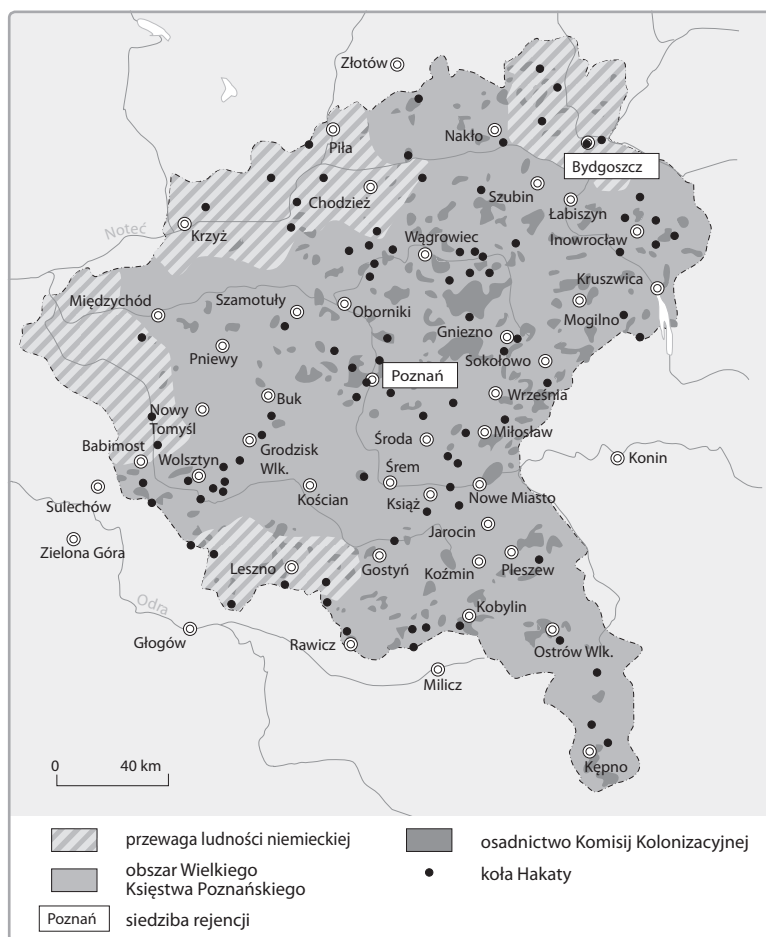 Złotów
Piła
Nakło
Bydgoszcz
Chodzież
Szubin
Łabiszyn
Noteć
Krzyż
Wągrowiec
Inowrocław
Kruszwica
Międzychód
Szamotuły
Oborniki
Mogilno
Gniezno
Pniewy
Sokołowo
Poznań
Buk
Września
Nowy
Tomyśl
Środa
Miłosław
Babimost
Grodzisk
Wlk.
Konin
Wolsztyn
Śrem
Sulechów
Kościan
Książ
Nowe Miasto
Jarocin
Zielona Góra
Leszno
Gostyń
Koźmin
Pleszew
Odra
Kobylin
Głogów
Rawicz
Ostrów Wlk.
Milicz
0 40 km
Kępno
przewaga ludności niemieckiej
obszar Wielkiego
Księstwa Poznańskiego
Poznań siedziba rejencji
osadnictwo Komisij Kolonizacyjnej
koła Hakaty